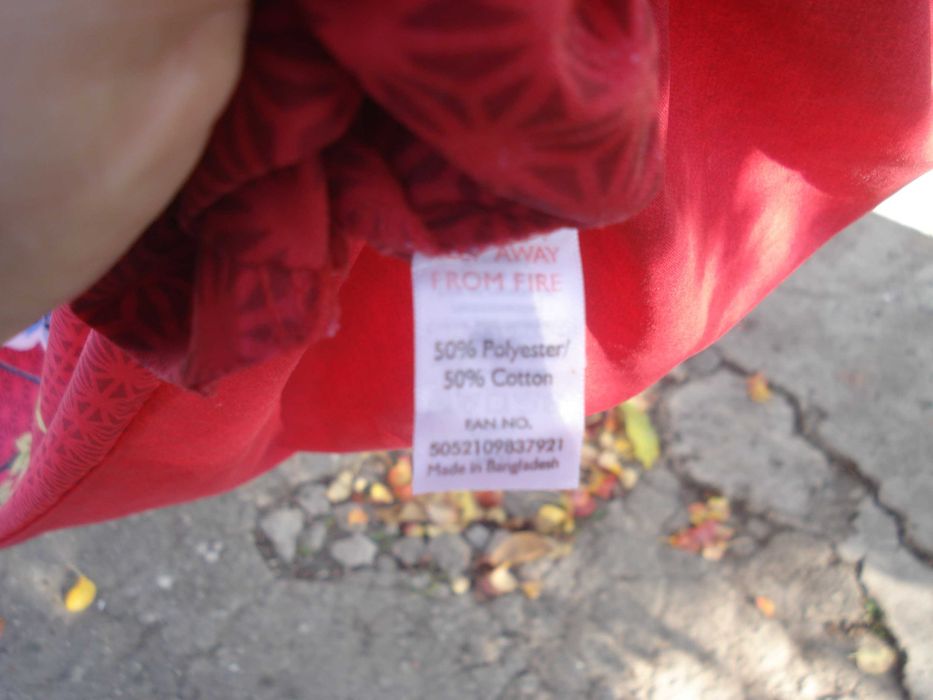 AWAY
FROM FIRE
50% Polyester/
50% Cotton
EAN NO.
5052109837921
Made in Bangladesh